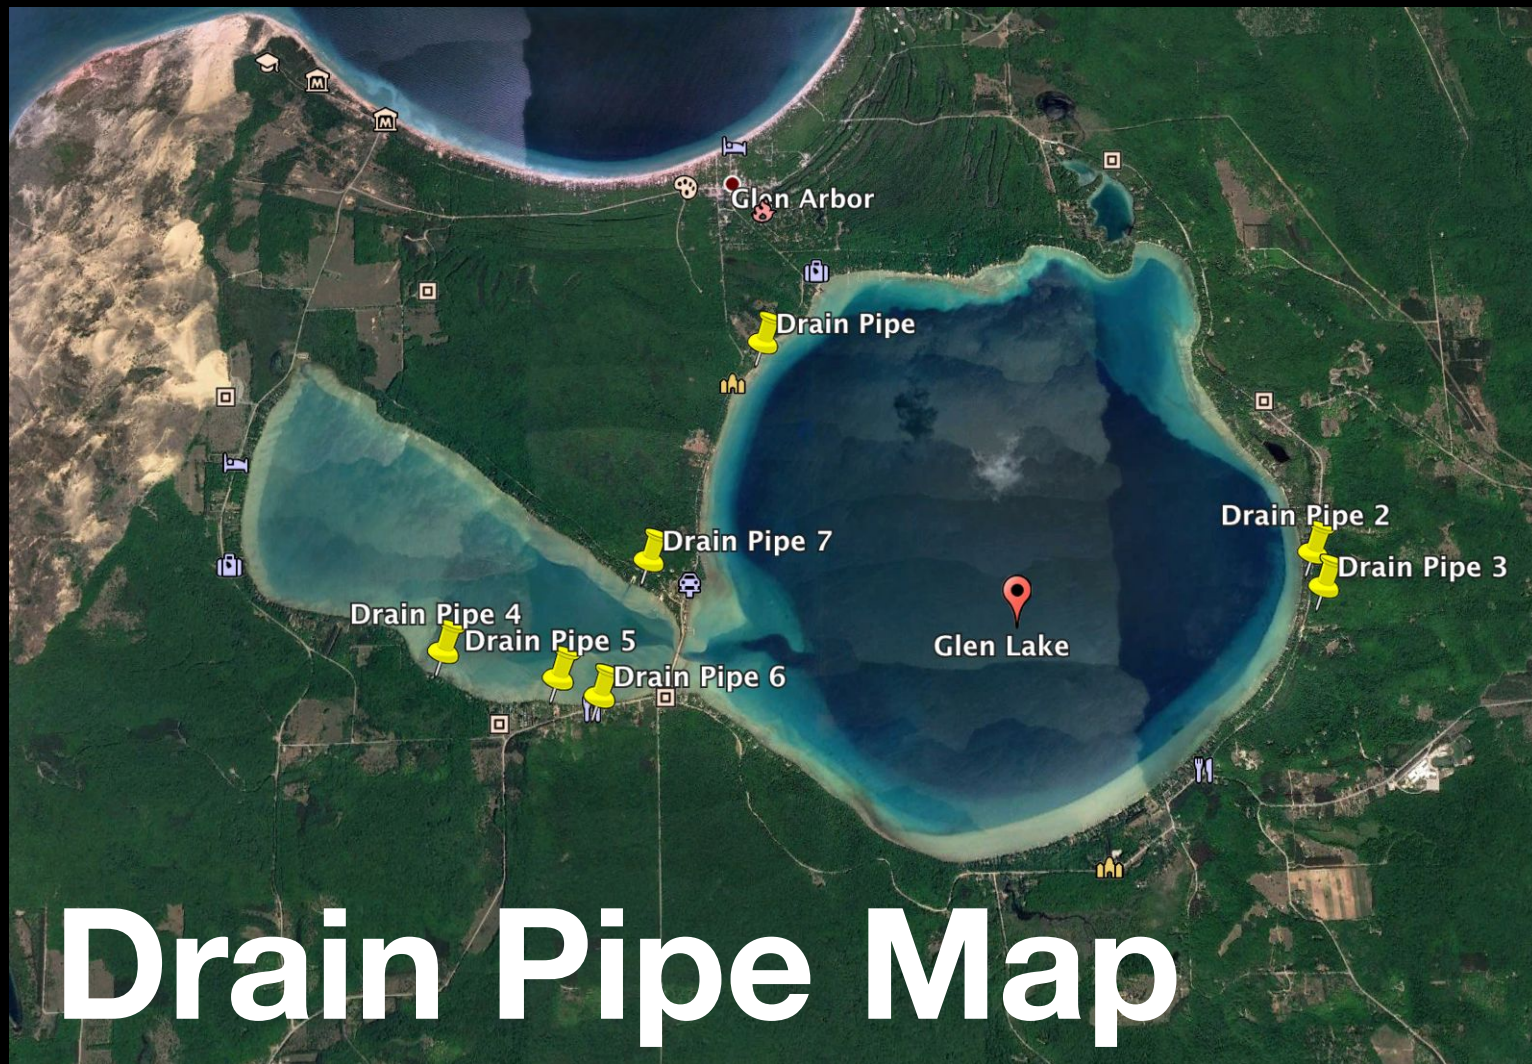 Glen Arbor
Drain Pipe
Drain Pipe 2
Drain Pipe 7
Drain Pipe 3
Drain Pipe 4
Drain Pipe 5
Glen Lake
Drain Pipe 6
Drain Pipe Map